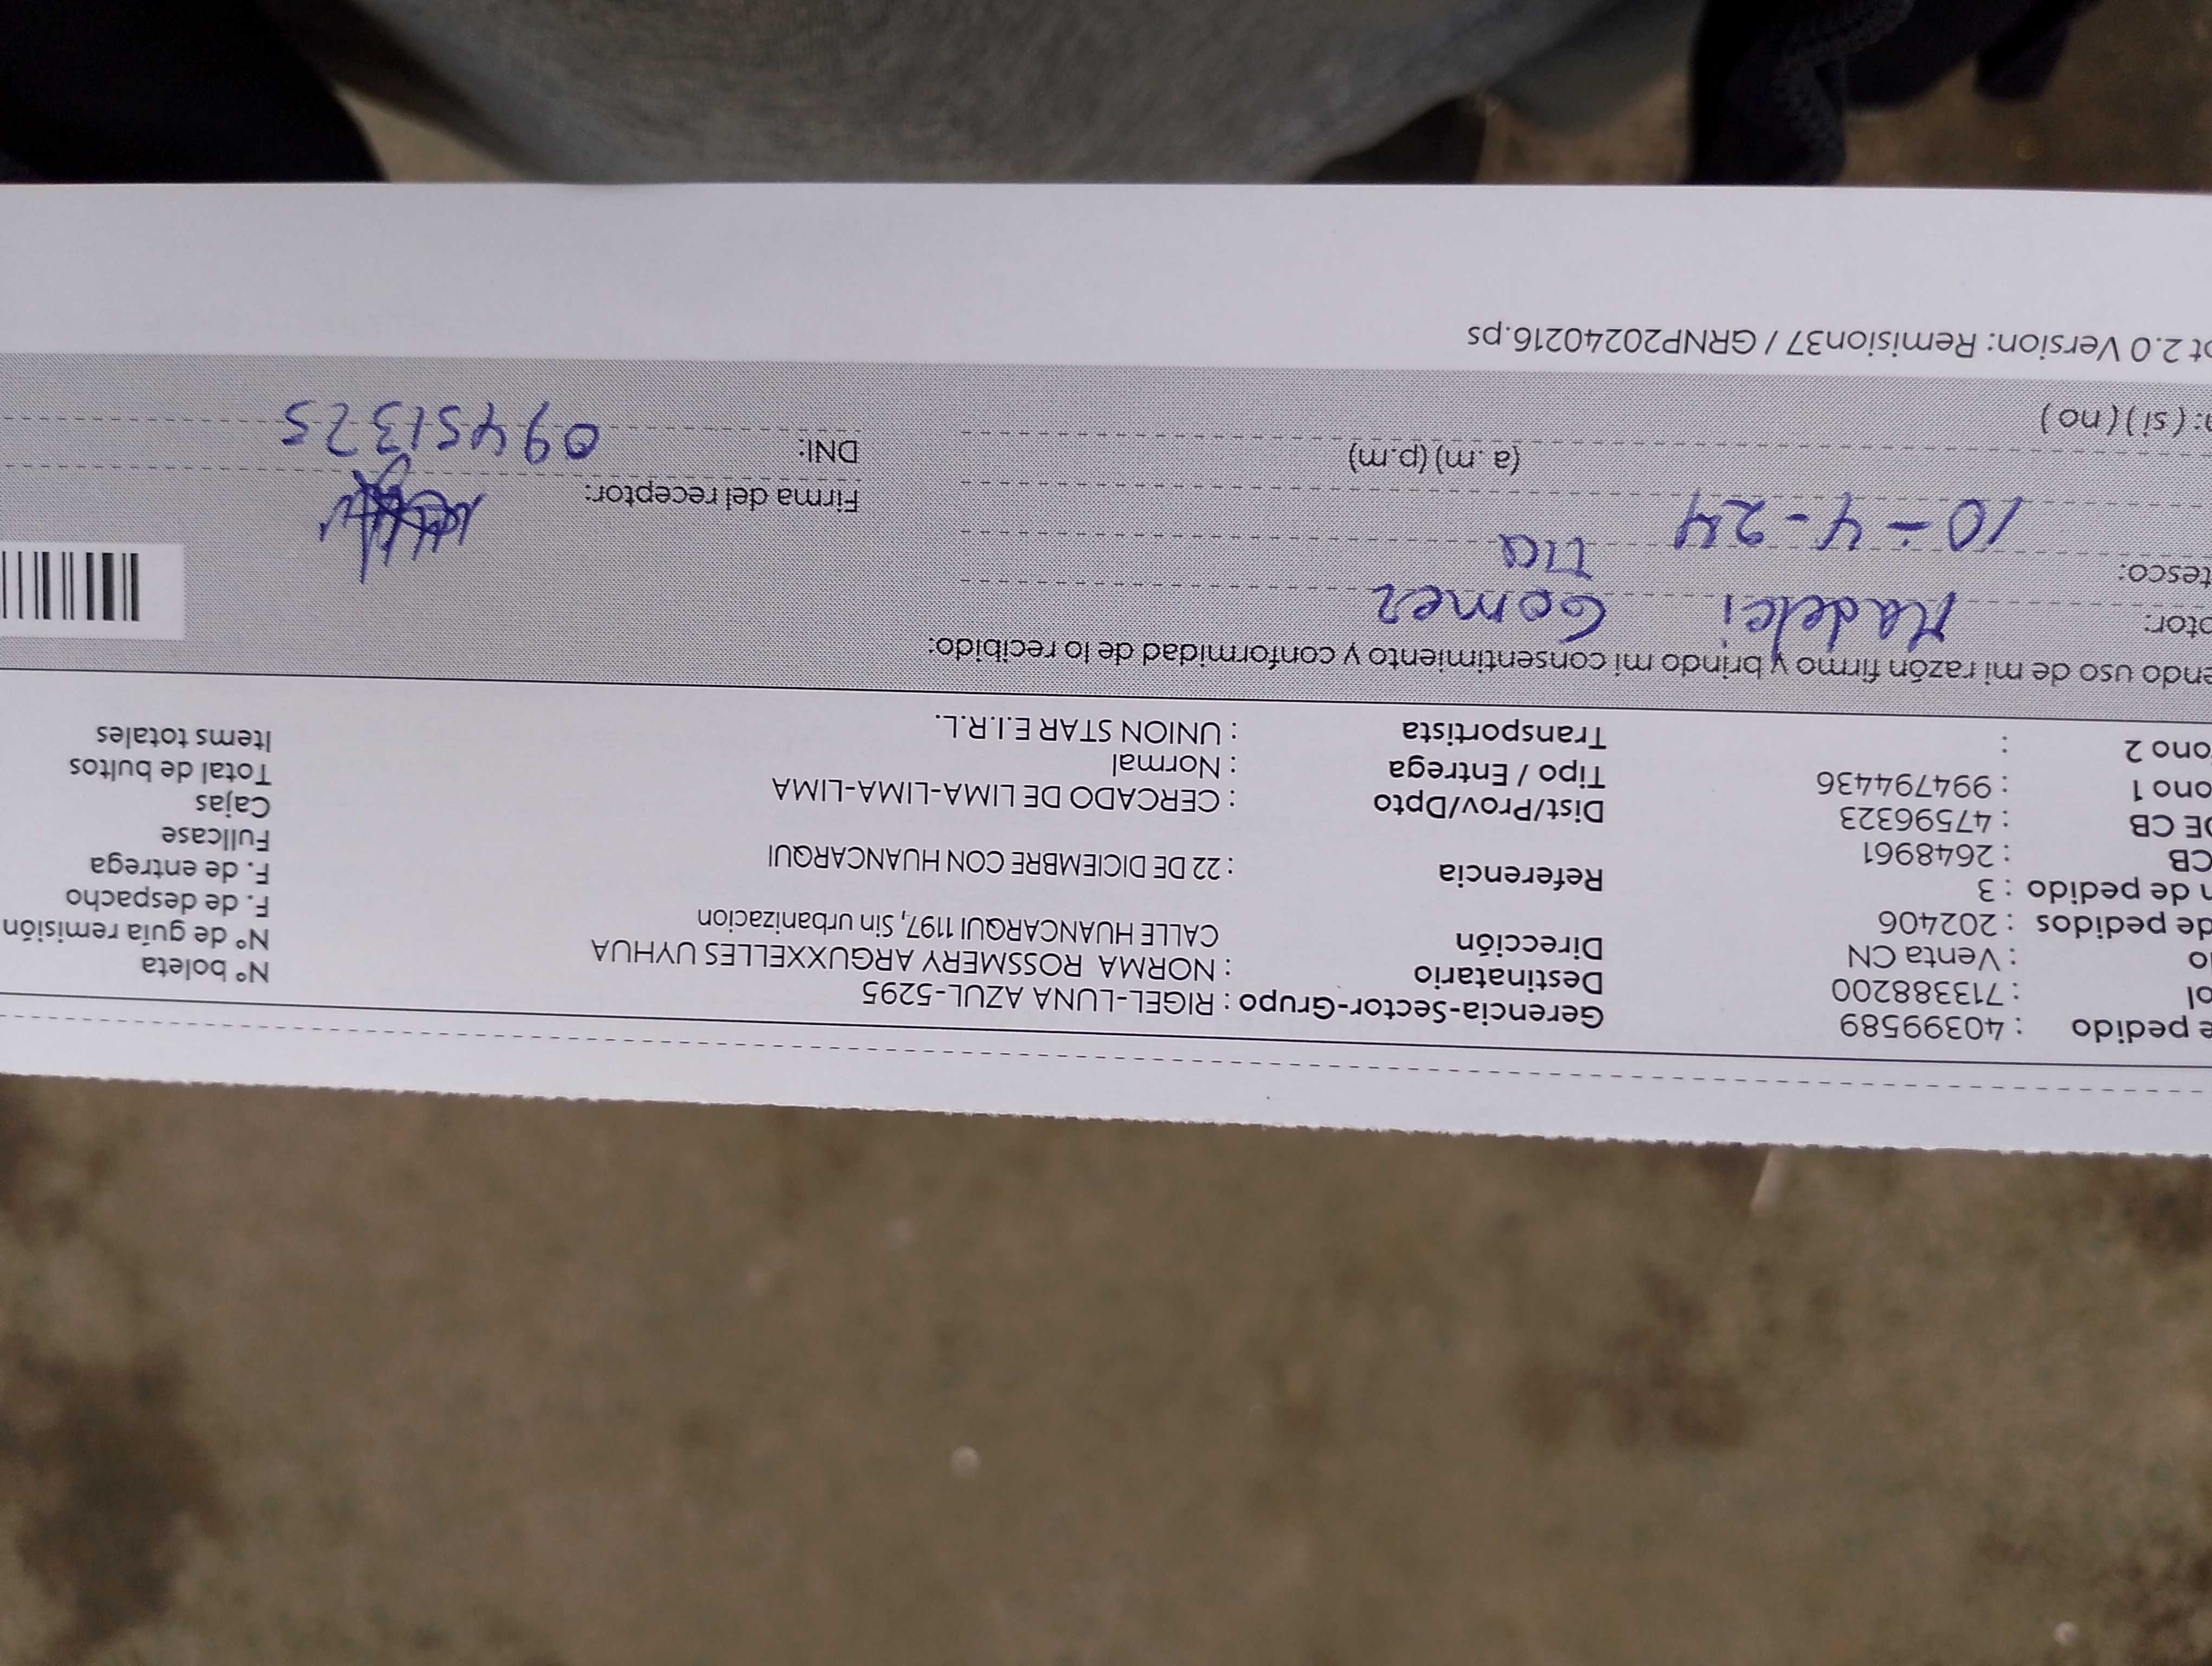 e pedido : 40399589 Gerencia-Sector-Grupo : RIGEL-LUNA AZUL-5295 N° boleta
ol : 713388200 Destinatario : NORMA ROSSMERY ARGUXXELLES UYHUA N° de guía remisión
o : Venta CN Dirección CALLE HUANCARQUI 1197, Sin urbanizacion F. de despacho
de pedidos : 202406 F. de entrega
n de pedido : 3 Referencia : 22 DE DICIEMBRE CON HUANCARQUI Fullcase
CB : 2648961 Cajas
DE CB : 47596323 Dist/Prov/Dpto : CERCADO DE LIMA-LIMA-LIMA Total de bultos
ono 1 : 994794436 Tipo / Entrega : Normal Items totales
ono 2 : Transportista : UNION STAR E.I.R.L.
endo uso de mi razón firmo y brindo mi consentimiento y conformidad de lo recibido:
ptor: Madelei Gomez
tesco: Tia
10-4-24 Firma del receptor:
(a. m) (p.m) DNI: 09451325
n: ( si ) ( no )
pt 2.0 Version: Remision37 / GRNP20240216.ps